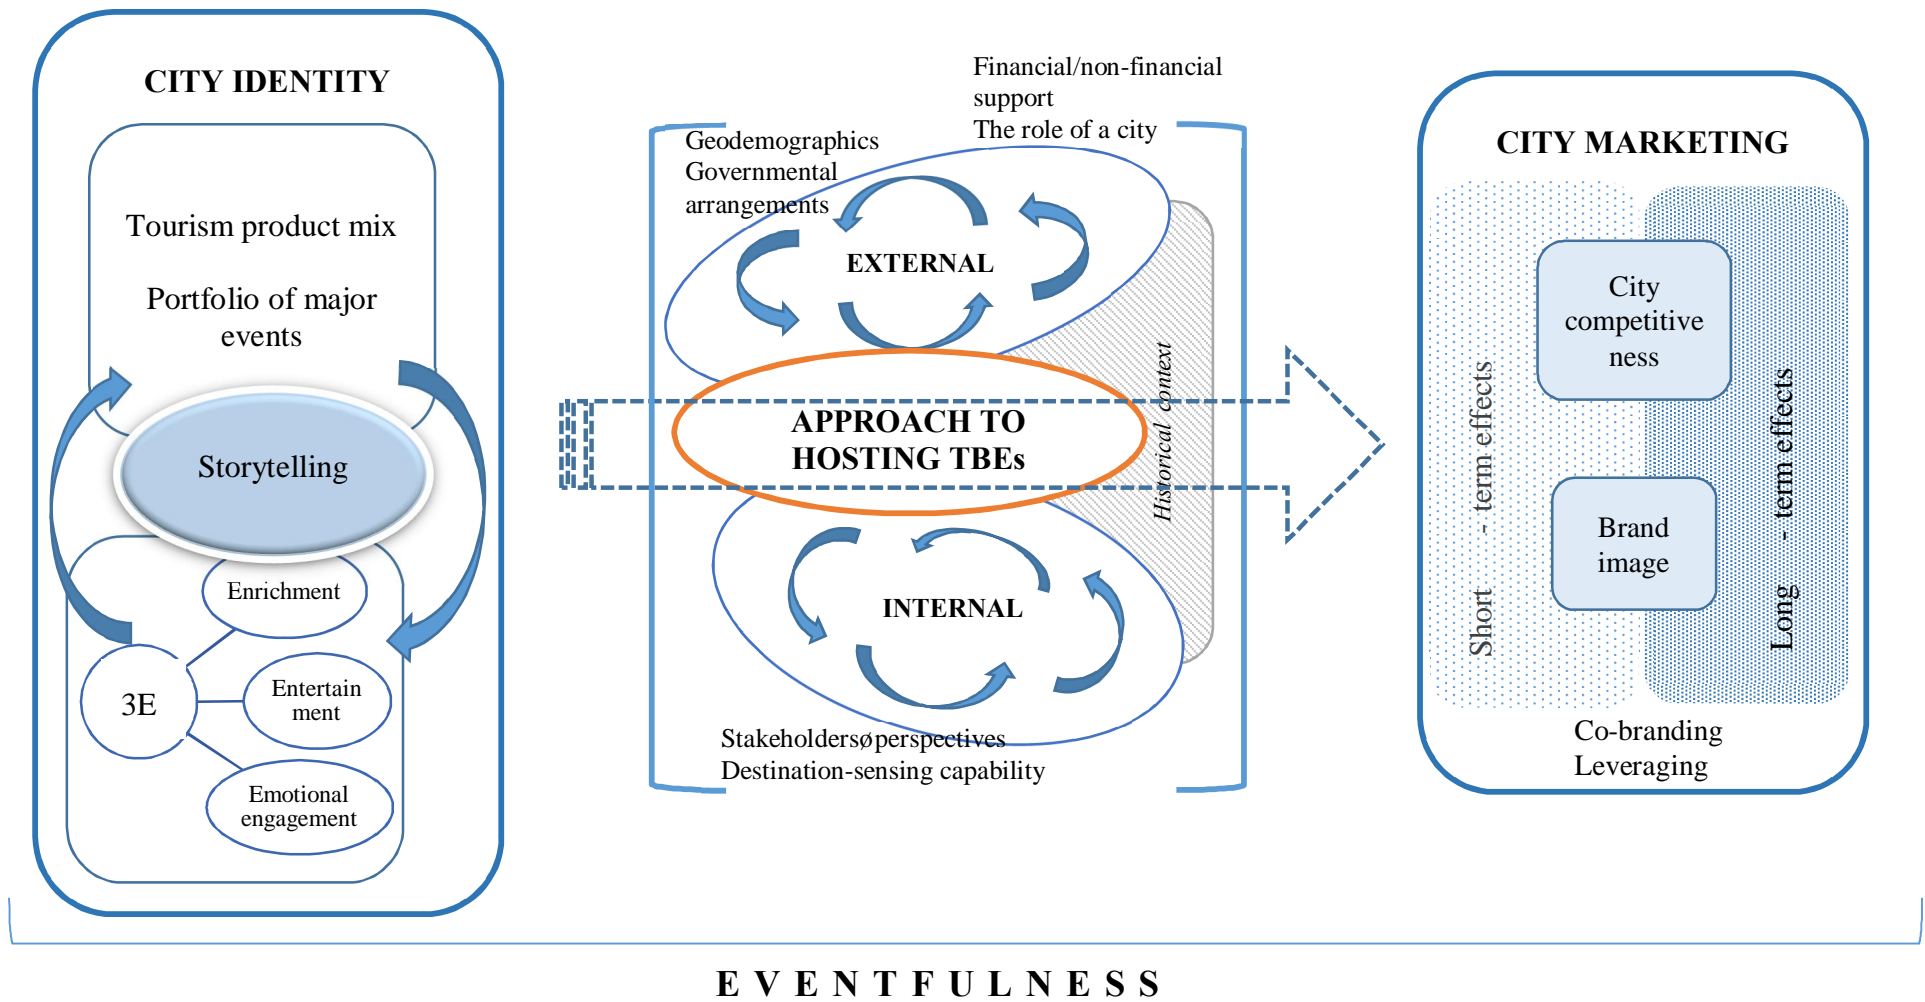 CITY IDENTITY
Tourism product mix
Portfolio of major
events
Storytelling
Enrichment
3E
Entertain
ment
Emotional
engagement
Financial/non-financial
support
The role of a city
Geodemographics
Governmental
arrangements
EXTERNAL
APPROACH TO
HOSTING TBEs
Historical context
INTERNAL
Stakeholdersøperspectives
Destination-sensing capability
CITY MARKETING
City
competitive
ness
Brand
image
Short - term effects
Long - term effects
Co-branding
Leveraging
E V E N T F U L N E S S